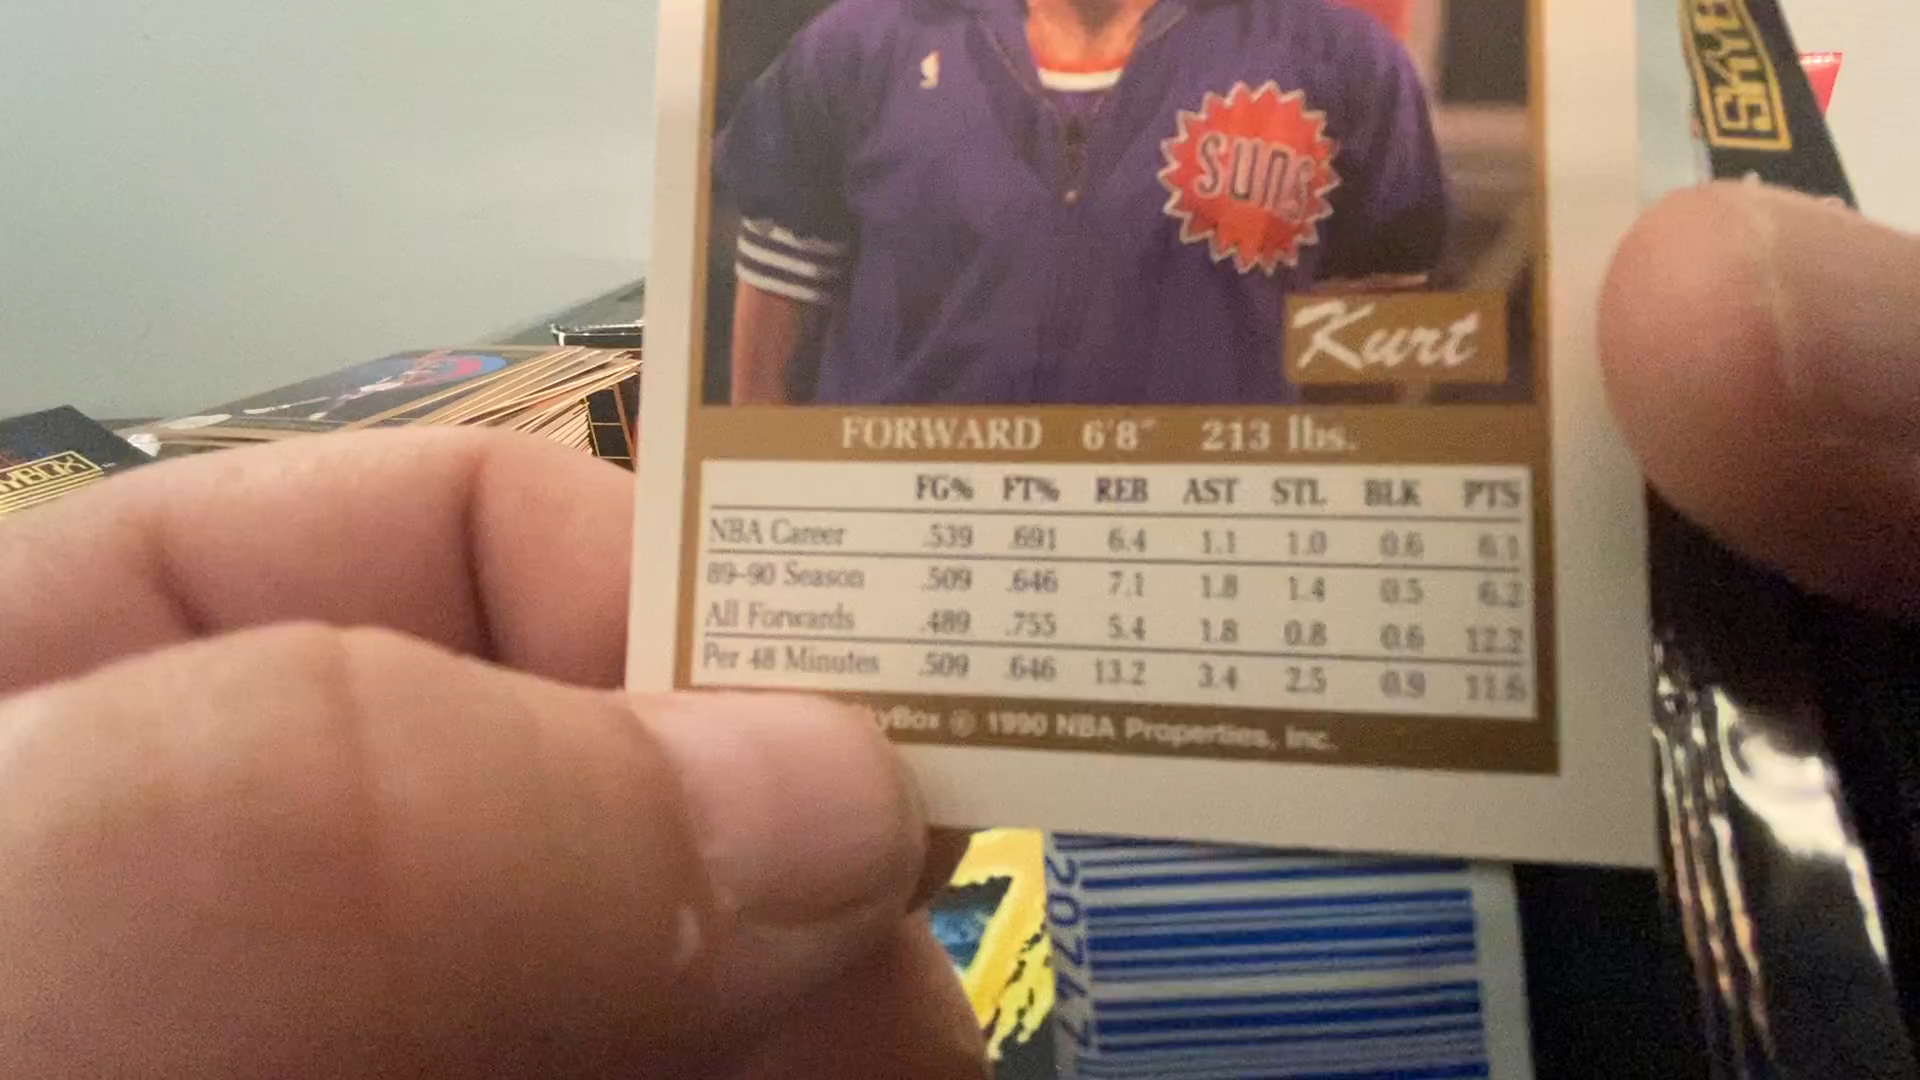 SKYB
SUNS
Kurt
FORWARD 6'8" 213 lbs.
FG% FT% REB AST STL BLK PTS
NBA Career .539 .691 6.4 1.1 1.0 0.6 6.1
89-90 Season .509 .646 7.1 1.8 1.4 0.5 6.2
All Forwards .489 .755 5.4 1.8 0.8 0.6 12.2
Per 48 Minutes .509 .646 13.2 3.4 2.5 0.9 11.6
kyBox © 1990 NBA Properties, Inc.
YBOX
2074